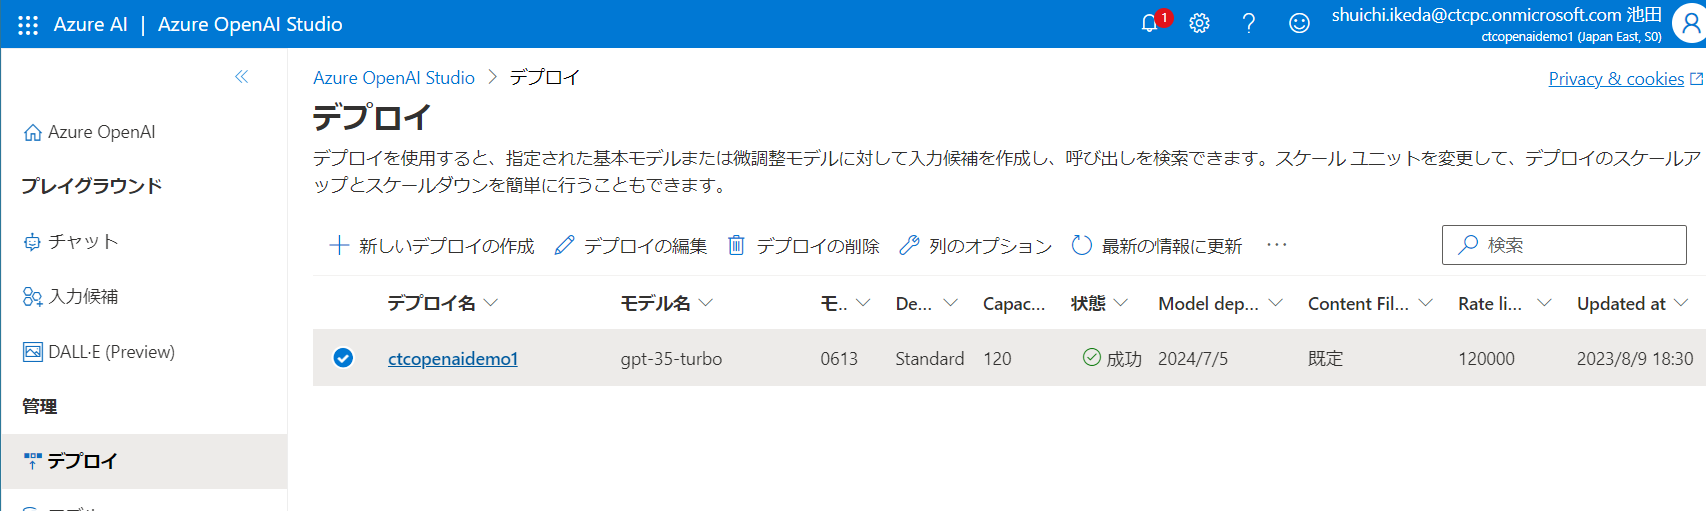 Azure AI | Azure OpenAI Studio
1
shuichi.ikeda@ctcpc.onmicrosoft.com 池田
ctcopenaidemo1 (Japan East, S0)
Azure OpenAI
プレイグラウンド
チャット
入力候補
DALL·E (Preview)
管理
デプロイ
Azure OpenAI Studio > デプロイ
Privacy & cookies
デプロイ
デプロイを使用すると、指定された基本モデルまたは微調整モデルに対して入力候補を作成し、呼び出しを検索できます。スケール ユニットを変更して、デプロイのスケールア
ップとスケールダウンを簡単に行うこともできます。
新しいデプロイの作成 デプロイの編集 デプロイの削除 列のオプション 最新の情報に更新 ··· 検索
デプロイ名 モデル名 モ.. De... Capac... 状態 Model dep... Content Fil... Rate li... Updated at
ctcopenaidemo1 gpt-35-turbo 0613 Standard 120 成功 2024/7/5 既定 120000 2023/8/9 18:30